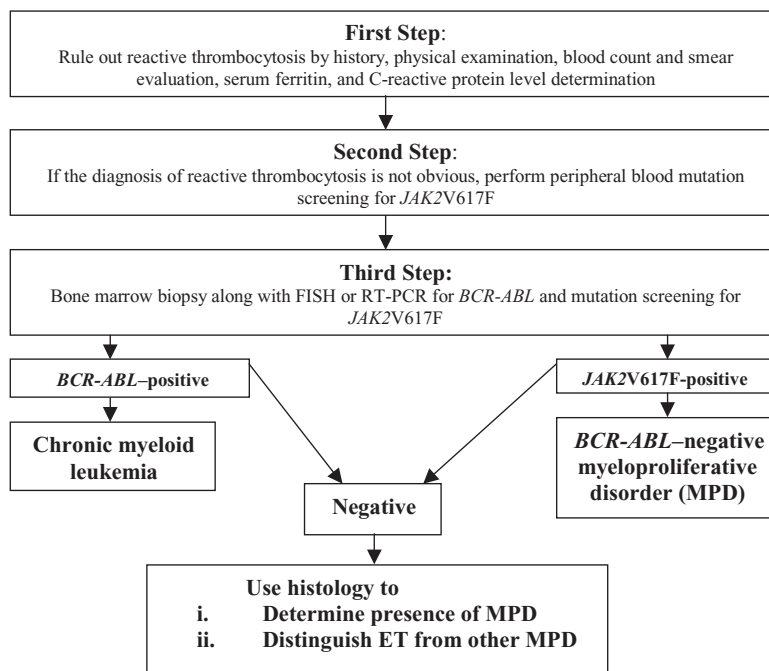 First Step:
Rule out reactive thrombocytosis by history, physical examination, blood count and smear
evaluation, serum ferritin, and C-reactive protein level determination
Second Step:
If the diagnosis of reactive thrombocytosis is not obvious, perform peripheral blood mutation
screening for JAK2V617F
Third Step:
Bone marrow biopsy along with FISH or RT-PCR for BCR-ABL and mutation screening for
JAK2V617F
BCR-ABL–positive
JAK2V617F-positive
Chronic myeloid
leukemia
BCR-ABL–negative
myeloproliferative
disorder (MPD)
Negative
Use histology to
i. Determine presence of MPD
ii. Distinguish ET from other MPD